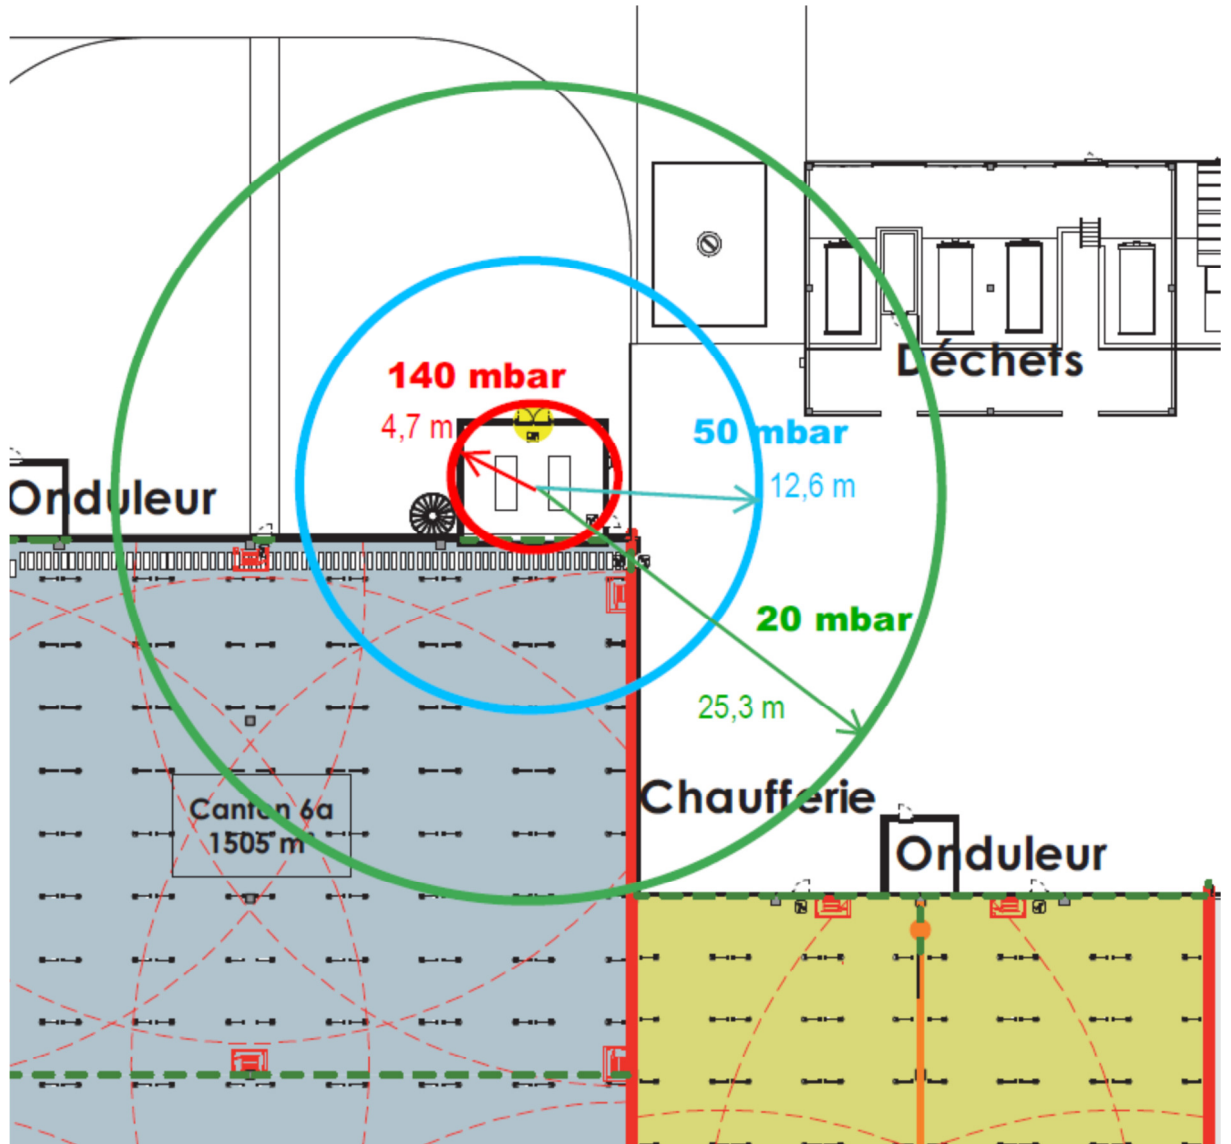 Déchets
140 mbar
4,7 m
50 mbar
12,6 m
Onduleur
20 mbar
25,3 m
Chaufferie
Canton 6a
1505 m²
Onduleur